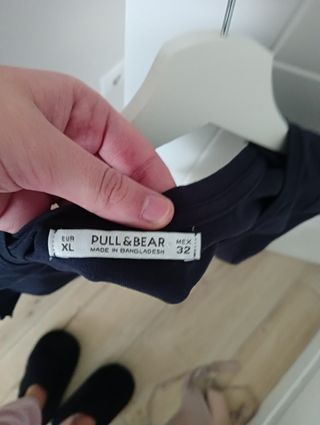 EUR
XL
PULL&BEAR
MADE IN BANGLADESH
MEX
32